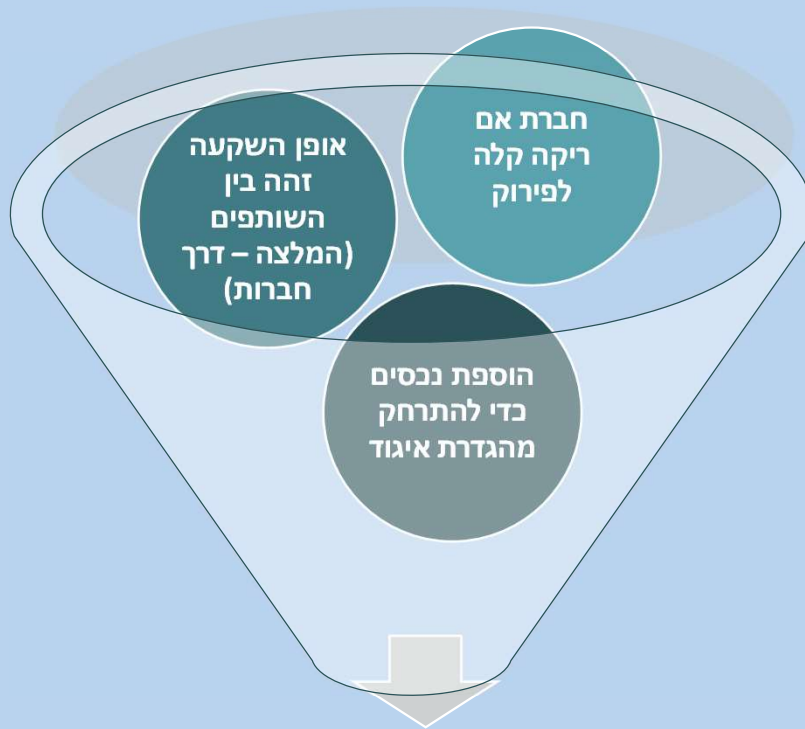 חברת אם
ריקה קלה
לפירוק
אופן השקעה
זהה בין
השותפים
(המלצה – דרך
חברות)
הוספת נכסים
כדי להתרחק
מהגדרת איגוד